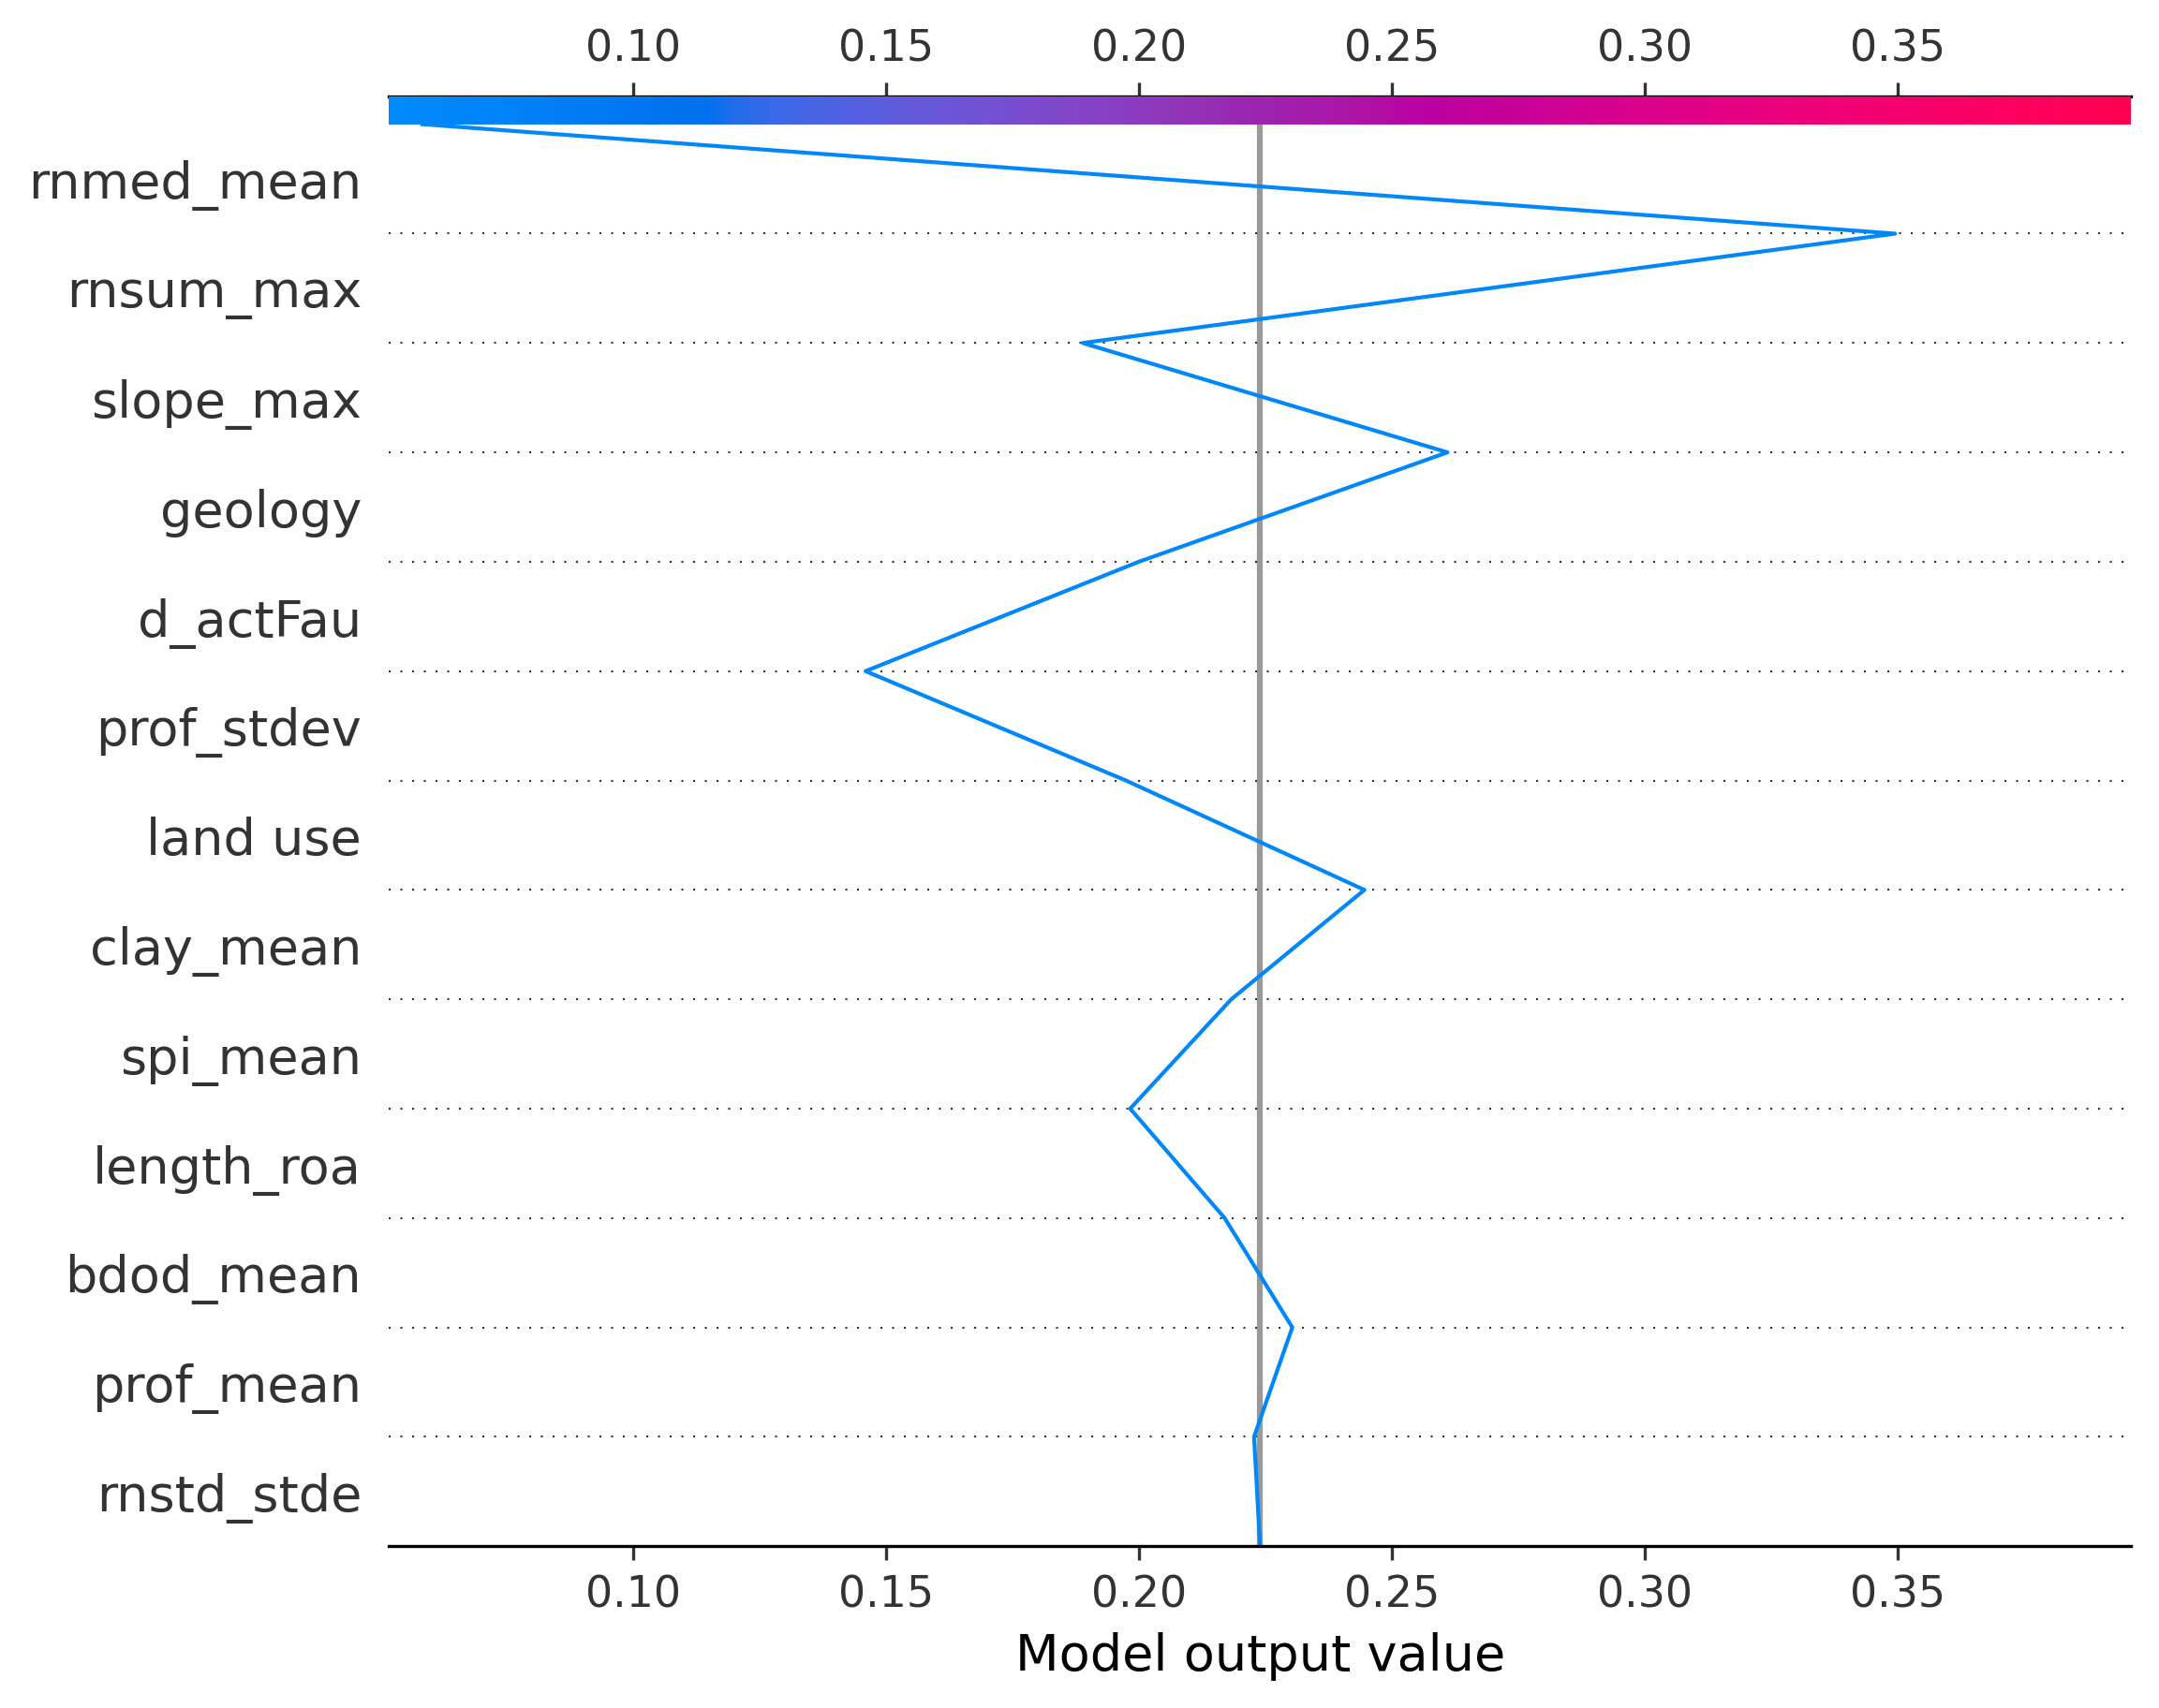 0.10 0.15 0.20 0.25 0.30 0.35
rnmed_mean
rnsum_max
slope_max
geology
d_actFau
prof_stdev
land use
clay_mean
spi_mean
length_roa
bdod_mean
prof_mean
rnstd_stde
0.10 0.15 0.20 0.25 0.30 0.35
Model output value